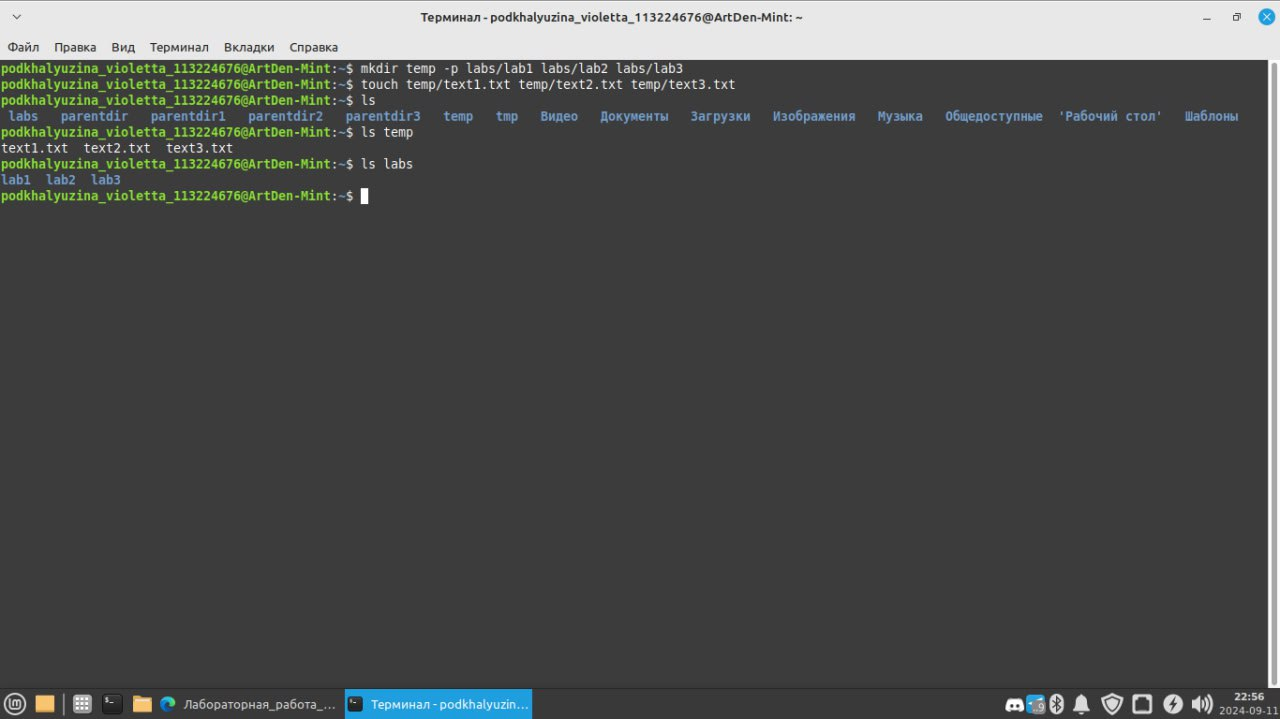 Терминал - podkhalyuzina_violetta_113224676@ArtDen-Mint: ~
Файл Правка Вид Терминал Вкладки Справка
podkhalyuzina_violetta_113224676@ArtDen-Mint:~$ mkdir temp -p labs/lab1 labs/lab2 labs/lab3
podkhalyuzina_violetta_113224676@ArtDen-Mint:~$ touch temp/text1.txt temp/text2.txt temp/text3.txt
podkhalyuzina_violetta_113224676@ArtDen-Mint:~$ ls
labs parentdir parentdir1 parentdir2 parentdir3 temp tmp Видео Документы Загрузки Изображения Музыка Общедоступные 'Рабочий стол' Шаблоны
podkhalyuzina_violetta_113224676@ArtDen-Mint:~$ ls temp
text1.txt text2.txt text3.txt
podkhalyuzina_violetta_113224676@ArtDen-Mint:~$ ls labs
lab1 lab2 lab3
podkhalyuzina_violetta_113224676@ArtDen-Mint:~$
Лабораторная_работа_... Терминал - podkhalyuzin... 22:56
2024-09-11